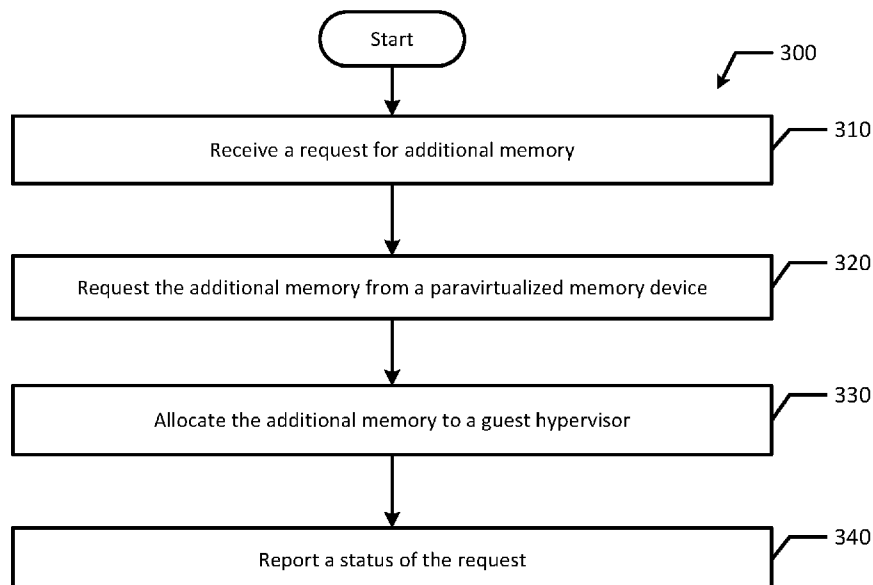 Start
300
Receive a request for additional memory
310
Request the additional memory from a paravirtualized memory device
320
Allocate the additional memory to a guest hypervisor
330
Report a status of the request
340